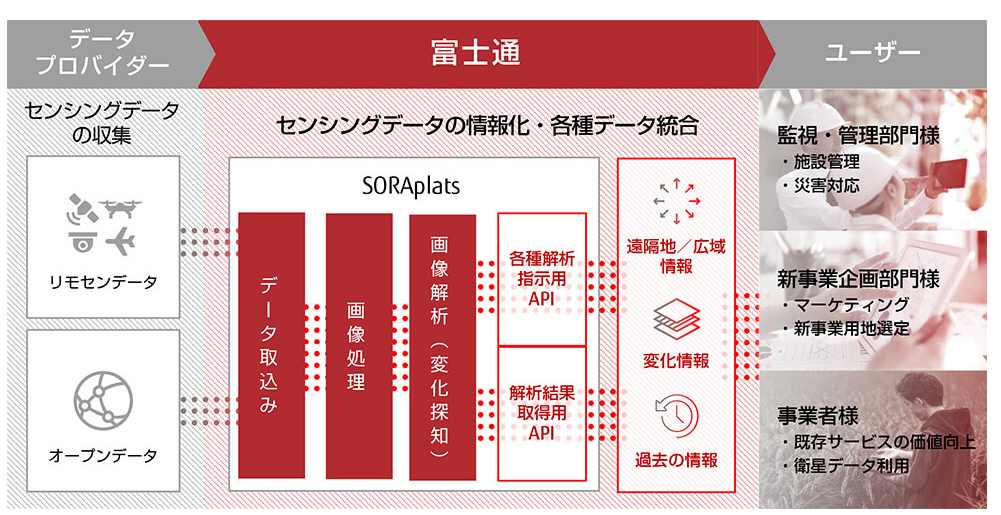 データ
プロバイダー
富士通
ユーザー
センシングデータ
の収集
リモセンデータ
オープンデータ
センシングデータの情報化・各種データ統合
SORAplats
データ取込み
画像処理
画像解析（変化探知）
各種解析
指示用
API
解析結果
取得用
API
遠隔地／広域
情報
変化情報
過去の情報
監視・管理部門様
・施設管理
・災害対応
新事業企画部門様
・マーケティング
・新事業用地選定
事業者様
・既存サービスの価値向上
・衛星データ利用